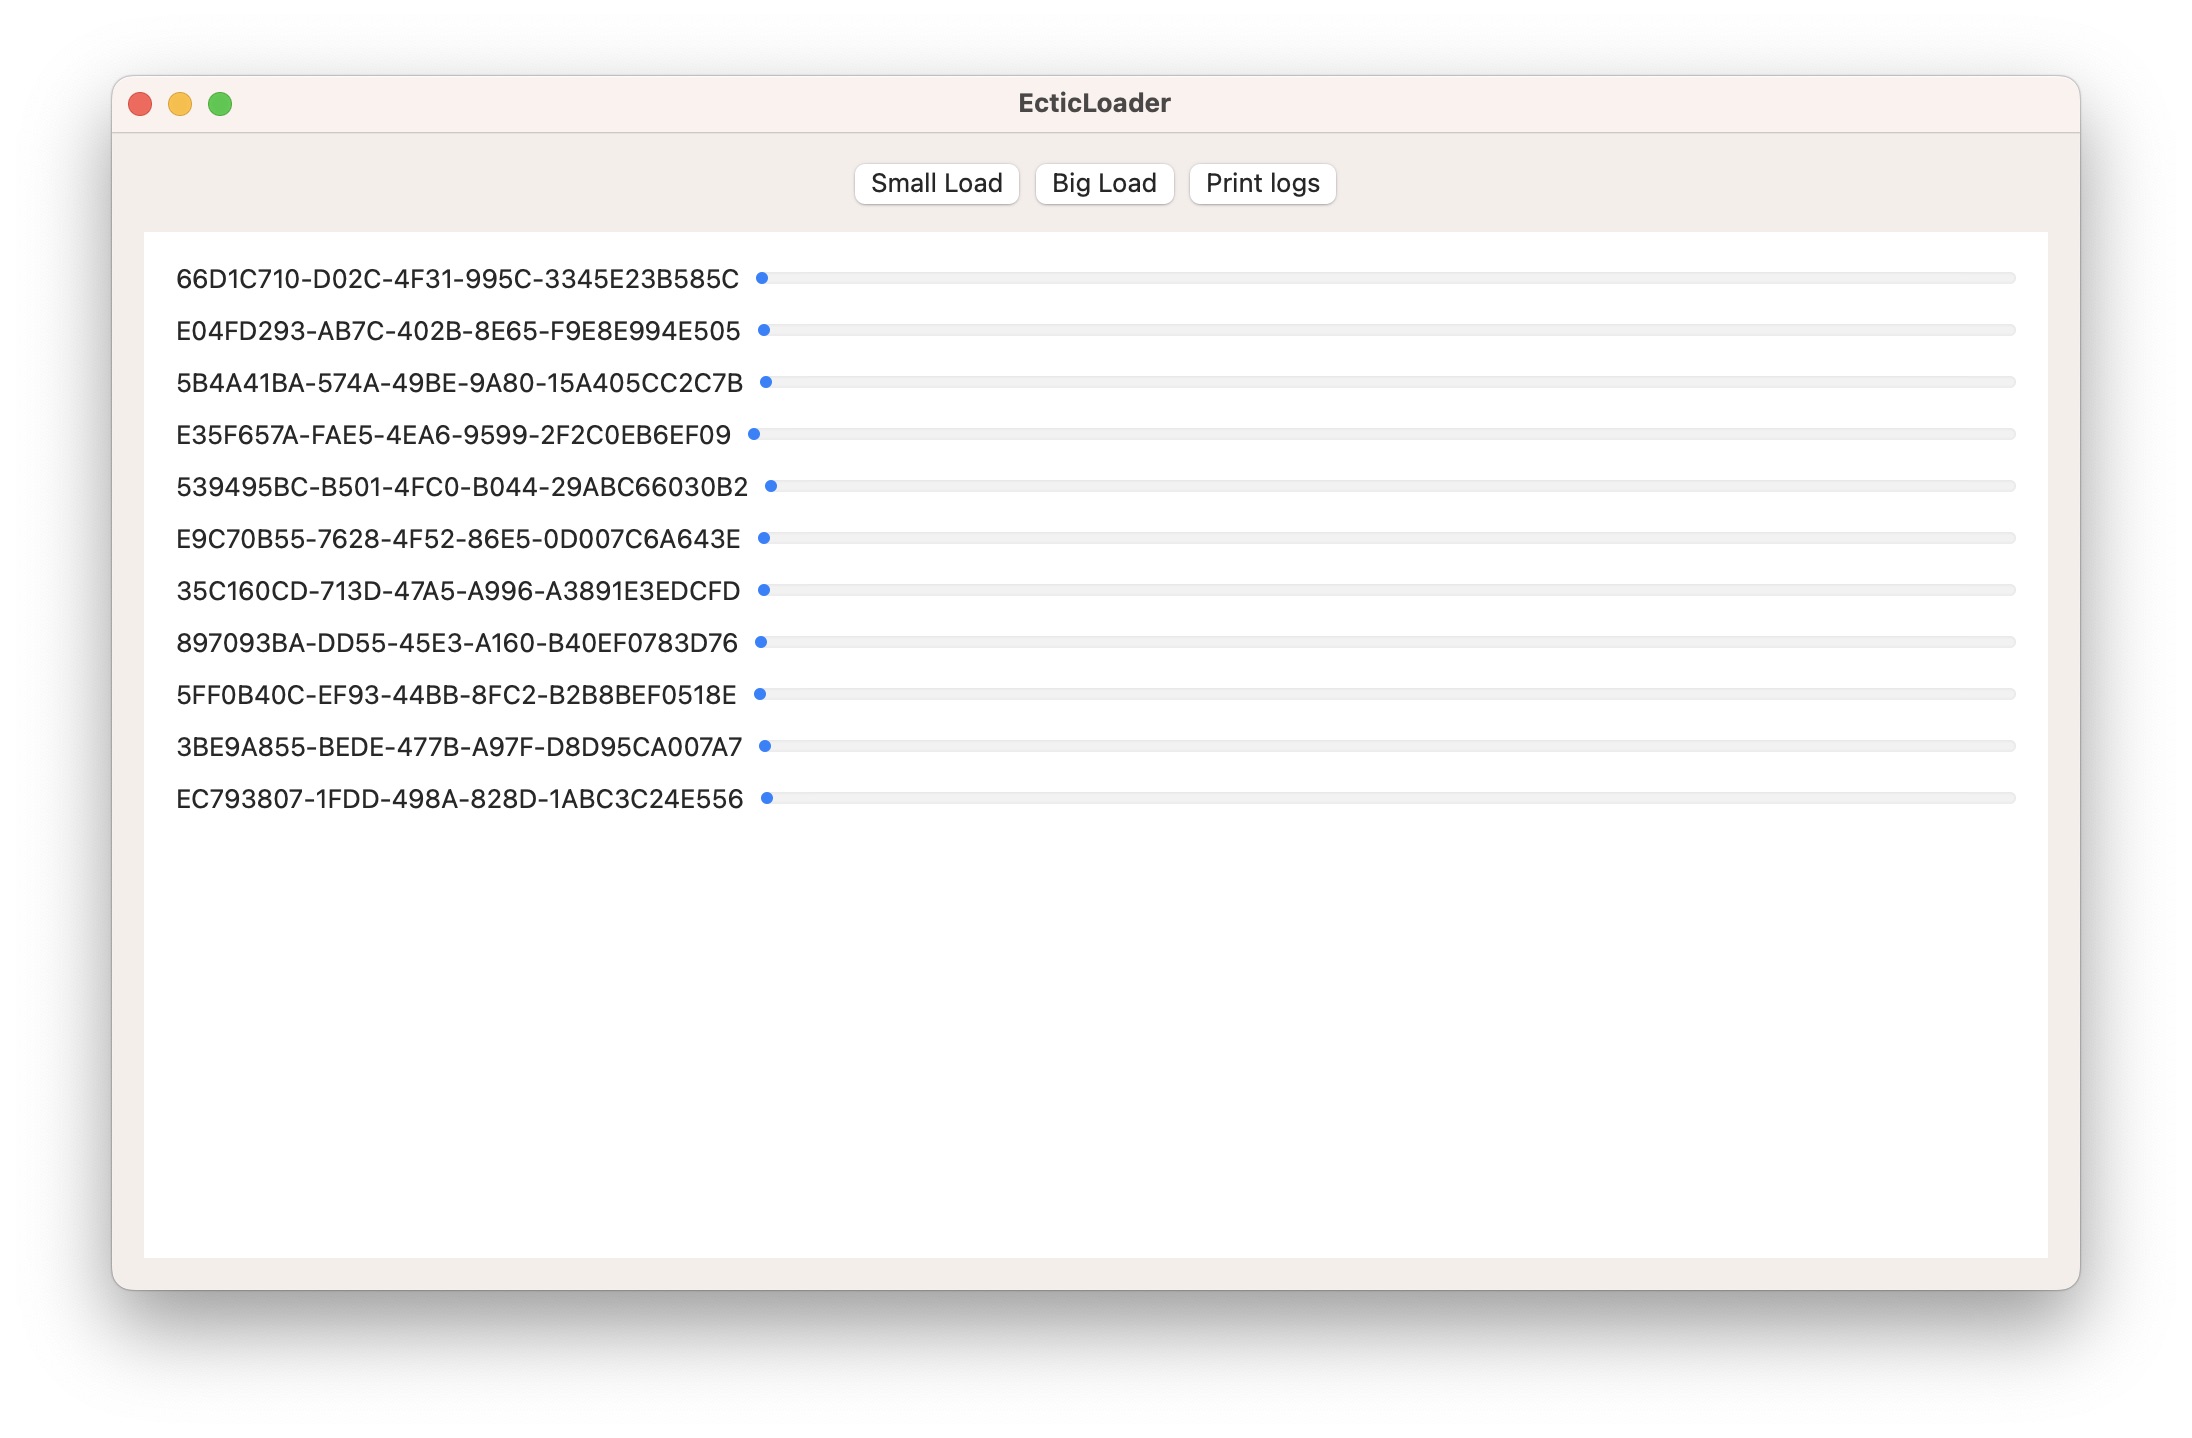 EcticLoader
Small Load Big Load Print logs
66D1C710-D02C-4F31-995C-3345E23B585C
E04FD293-AB7C-402B-8E65-F9E8E994E505
5B4A41BA-574A-49BE-9A80-15A405CC2C7B
E35F657A-FAE5-4EA6-9599-2F2C0EB6EF09
539495BC-B501-4FC0-B044-29ABC66030B2
E9C70B55-7628-4F52-86E5-0D007C6A643E
35C160CD-713D-47A5-A996-A3891E3EDCFD
897093BA-DD55-45E3-A160-B40EF0783D76
5FF0B40C-EF93-44BB-8FC2-B2B8BEF0518E
3BE9A855-BEDE-477B-A97F-D8D95CA007A7
EC793807-1FDD-498A-828D-1ABC3C24E556